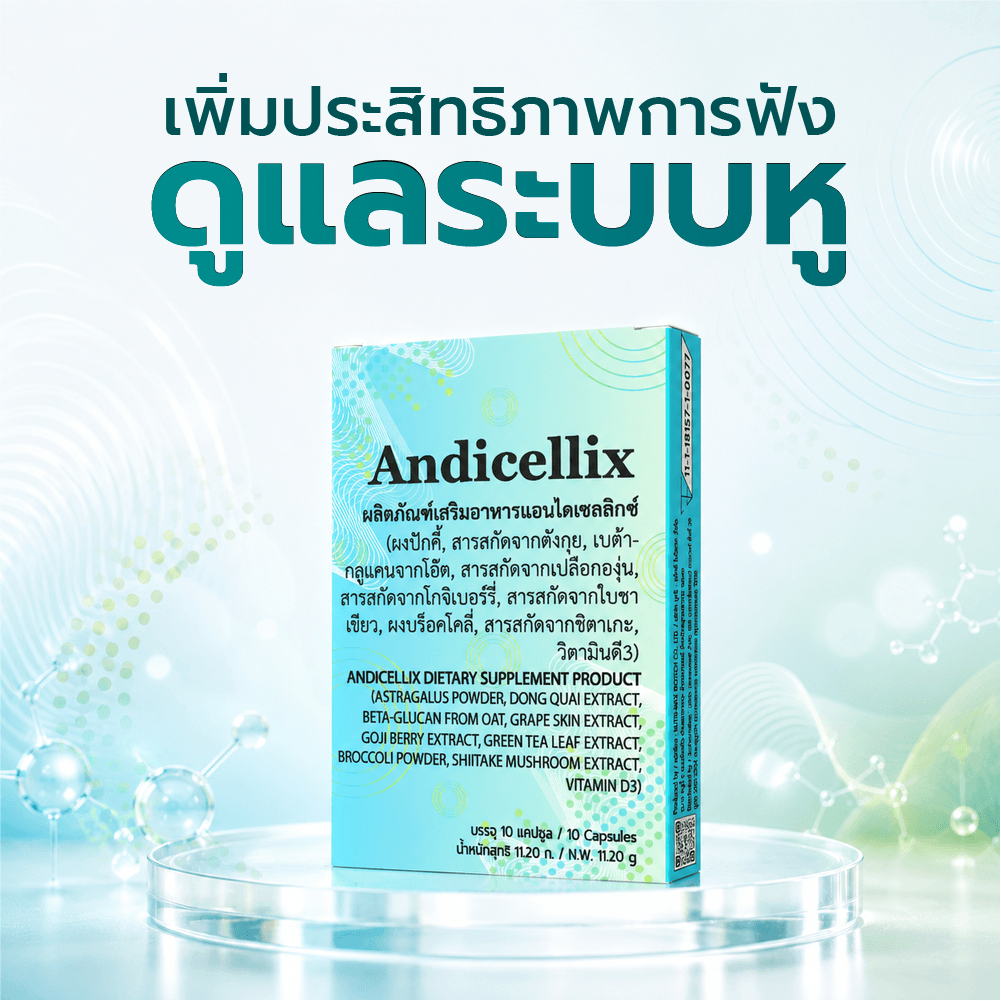 เพิ่มประสิทธิภาพการฟัง
ดูแลระบบหู
Andicellix
ผลิตภัณฑ์เสริมอาหารแอนไดเซลลิกซ์
(ผงปักคี้, สารสกัดจากตังกุย, เบต้า-
กลูแคนจากโอ๊ต, สารสกัดจากเปลือกองุ่น,
สารสกัดจากโกจิเบอร์รี่, สารสกัดจากใบชา
เขียว, ผงบร็อคโคลี่, สารสกัดจากชิตาเกะ,
วิตามินดี3)
ANDICELLIX DIETARY SUPPLEMENT PRODUCT
(ASTRAGALUS POWDER, DONG QUAI EXTRACT,
BETA-GLUCAN FROM OAT, GRAPE SKIN EXTRACT,
GOJI BERRY EXTRACT, GREEN TEA LEAF EXTRACT,
BROCCOLI POWDER, SHIITAKE MUSHROOM EXTRACT,
VITAMIN D3)
บรรจุ 10 แคปซูล / 10 Capsules
น้ำหนักสุทธิ 11.20 ก. / N.W. 11.20 g
11-1-18157-1-0077